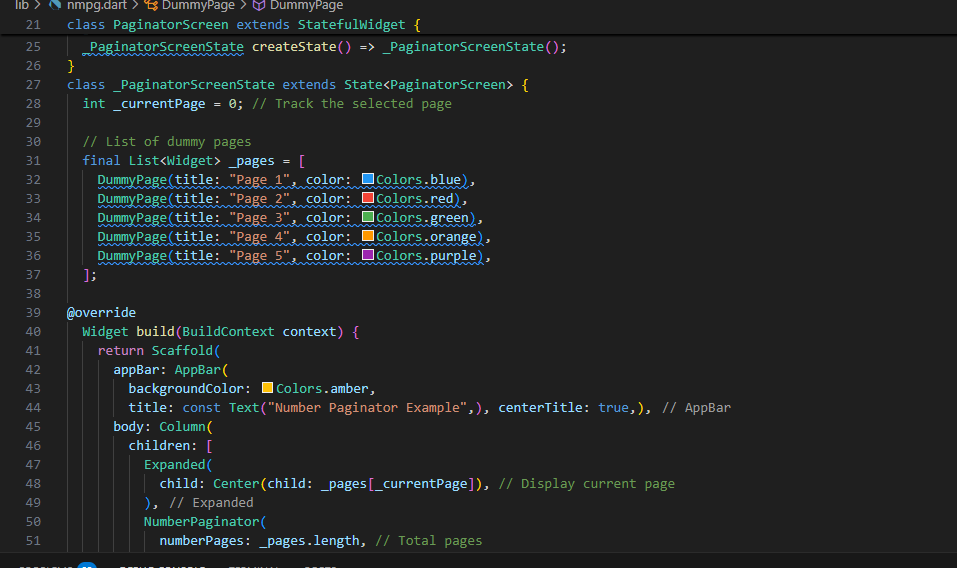 lib > nmpg.dart > DummyPage > DummyPage
21 class PaginatorScreen extends StatefulWidget {
25 _PaginatorScreenState createState() => _PaginatorScreenState();
26 }
27 class _PaginatorScreenState extends State<PaginatorScreen> {
28 int _currentPage = 0; // Track the selected page
29
30 // List of dummy pages
31 final List<Widget> _pages = [
32 DummyPage(title: "Page 1", color: Colors.blue),
33 DummyPage(title: "Page 2", color: Colors.red),
34 DummyPage(title: "Page 3", color: Colors.green),
35 DummyPage(title: "Page 4", color: Colors.orange),
36 DummyPage(title: "Page 5", color: Colors.purple),
37 ];
38
39 @override
40 Widget build(BuildContext context) {
41 return Scaffold(
42 appBar: AppBar(
43 backgroundColor: Colors.amber,
44 title: const Text("Number Paginator Example",), centerTitle: true,), // AppBar
45 body: Column(
46 children: [
47 Expanded(
48 child: Center(child: _pages[_currentPage]), // Display current page
49 ), // Expanded
50 NumberPaginator(
51 numberPages: _pages.length, // Total pages